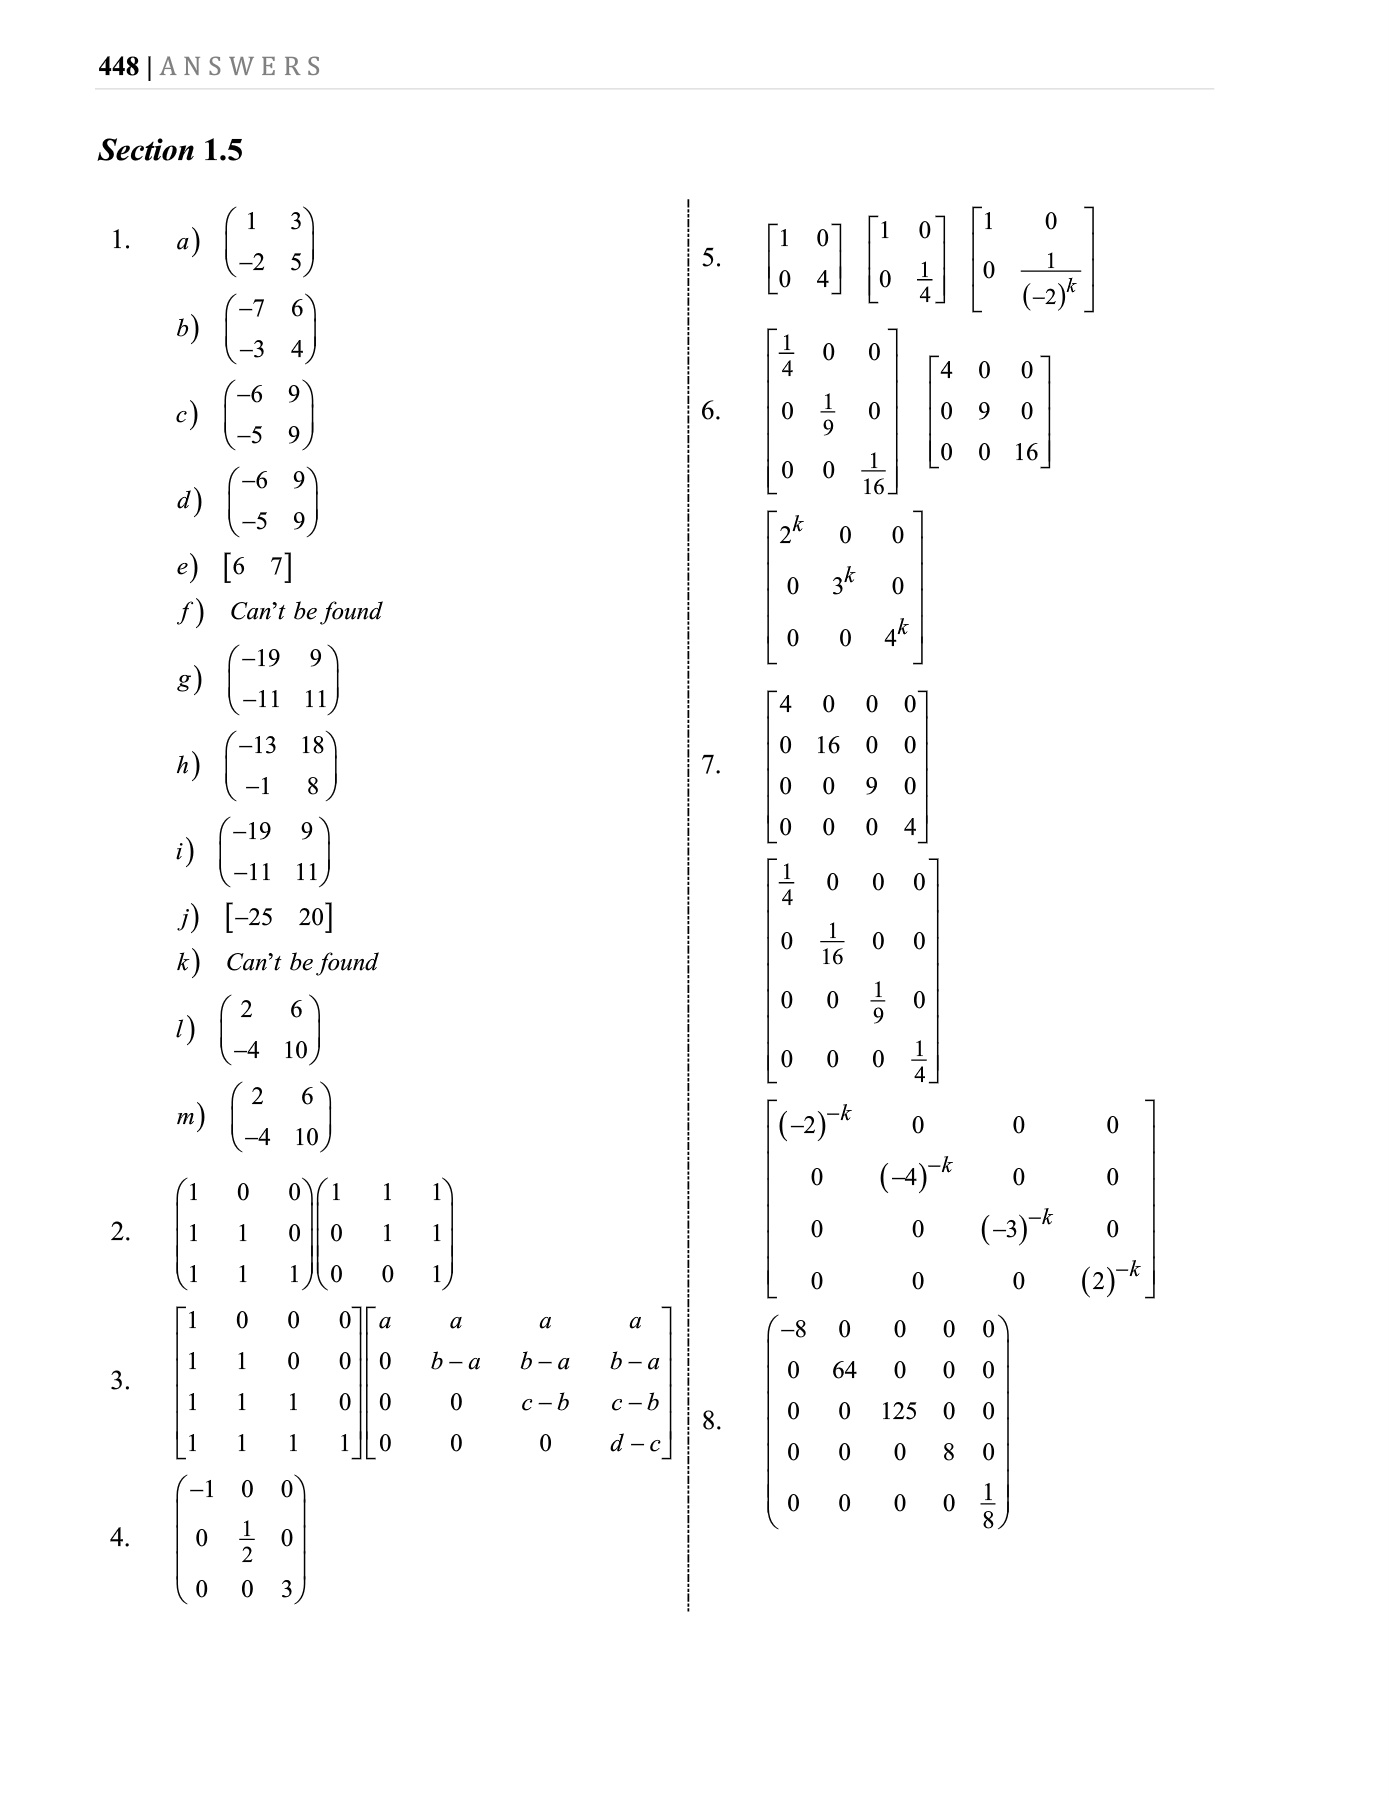 448 | ANSWERS
Section 1.5
1. a) $\begin{pmatrix} 1 & 3 \\ -2 & 5 \end{pmatrix}$
b) $\begin{pmatrix} -7 & 6 \\ -3 & 4 \end{pmatrix}$
c) $\begin{pmatrix} -6 & 9 \\ -5 & 9 \end{pmatrix}$
d) $\begin{pmatrix} -6 & 9 \\ -5 & 9 \end{pmatrix}$
e) $[6 \quad 7]$
f) Can't be found
g) $\begin{pmatrix} -19 & 9 \\ -11 & 11 \end{pmatrix}$
h) $\begin{pmatrix} -13 & 18 \\ -1 & 8 \end{pmatrix}$
i) $\begin{pmatrix} -19 & 9 \\ -11 & 11 \end{pmatrix}$
j) $[-25 \quad 20]$
k) Can't be found
l) $\begin{pmatrix} 2 & 6 \\ -4 & 10 \end{pmatrix}$
m) $\begin{pmatrix} 2 & 6 \\ -4 & 10 \end{pmatrix}$
2. $\begin{pmatrix} 1 & 0 & 0 \\ 1 & 1 & 0 \\ 1 & 1 & 1 \end{pmatrix} \begin{pmatrix} 1 & 1 & 1 \\ 0 & 1 & 1 \\ 0 & 0 & 1 \end{pmatrix}$
3. $\begin{bmatrix} 1 & 0 & 0 & 0 \\ 1 & 1 & 0 & 0 \\ 1 & 1 & 1 & 0 \\ 1 & 1 & 1 & 1 \end{bmatrix} \begin{bmatrix} a & a & a & a \\ 0 & b-a & b-a & b-a \\ 0 & 0 & c-b & c-b \\ 0 & 0 & 0 & d-c \end{bmatrix}$
4. $\begin{pmatrix} -1 & 0 & 0 \\ 0 & \frac{1}{2} & 0 \\ 0 & 0 & 3 \end{pmatrix}$
5. $\begin{bmatrix} 1 & 0 \\ 0 & 4 \end{bmatrix} \begin{bmatrix} 1 & 0 \\ 0 & \frac{1}{4} \end{bmatrix} \begin{bmatrix} 1 & 0 \\ 0 & \frac{1}{(-2)^k} \end{bmatrix}$
6. $\begin{bmatrix} \frac{1}{4} & 0 & 0 \\ 0 & \frac{1}{9} & 0 \\ 0 & 0 & \frac{1}{16} \end{bmatrix} \begin{bmatrix} 4 & 0 & 0 \\ 0 & 9 & 0 \\ 0 & 0 & 16 \end{bmatrix}$
$\begin{bmatrix} 2^k & 0 & 0 \\ 0 & 3^k & 0 \\ 0 & 0 & 4^k \end{bmatrix}$
7. $\begin{bmatrix} 4 & 0 & 0 & 0 \\ 0 & 16 & 0 & 0 \\ 0 & 0 & 9 & 0 \\ 0 & 0 & 0 & 4 \end{bmatrix}$
$\begin{bmatrix} \frac{1}{4} & 0 & 0 & 0 \\ 0 & \frac{1}{16} & 0 & 0 \\ 0 & 0 & \frac{1}{9} & 0 \\ 0 & 0 & 0 & \frac{1}{4} \end{bmatrix}$
$\begin{bmatrix} (-2)^{-k} & 0 & 0 & 0 \\ 0 & (-4)^{-k} & 0 & 0 \\ 0 & 0 & (-3)^{-k} & 0 \\ 0 & 0 & 0 & (2)^{-k} \end{bmatrix}$
8. $\begin{pmatrix} -8 & 0 & 0 & 0 & 0 \\ 0 & 64 & 0 & 0 & 0 \\ 0 & 0 & 125 & 0 & 0 \\ 0 & 0 & 0 & 8 & 0 \\ 0 & 0 & 0 & 0 & \frac{1}{8} \end{pmatrix}$